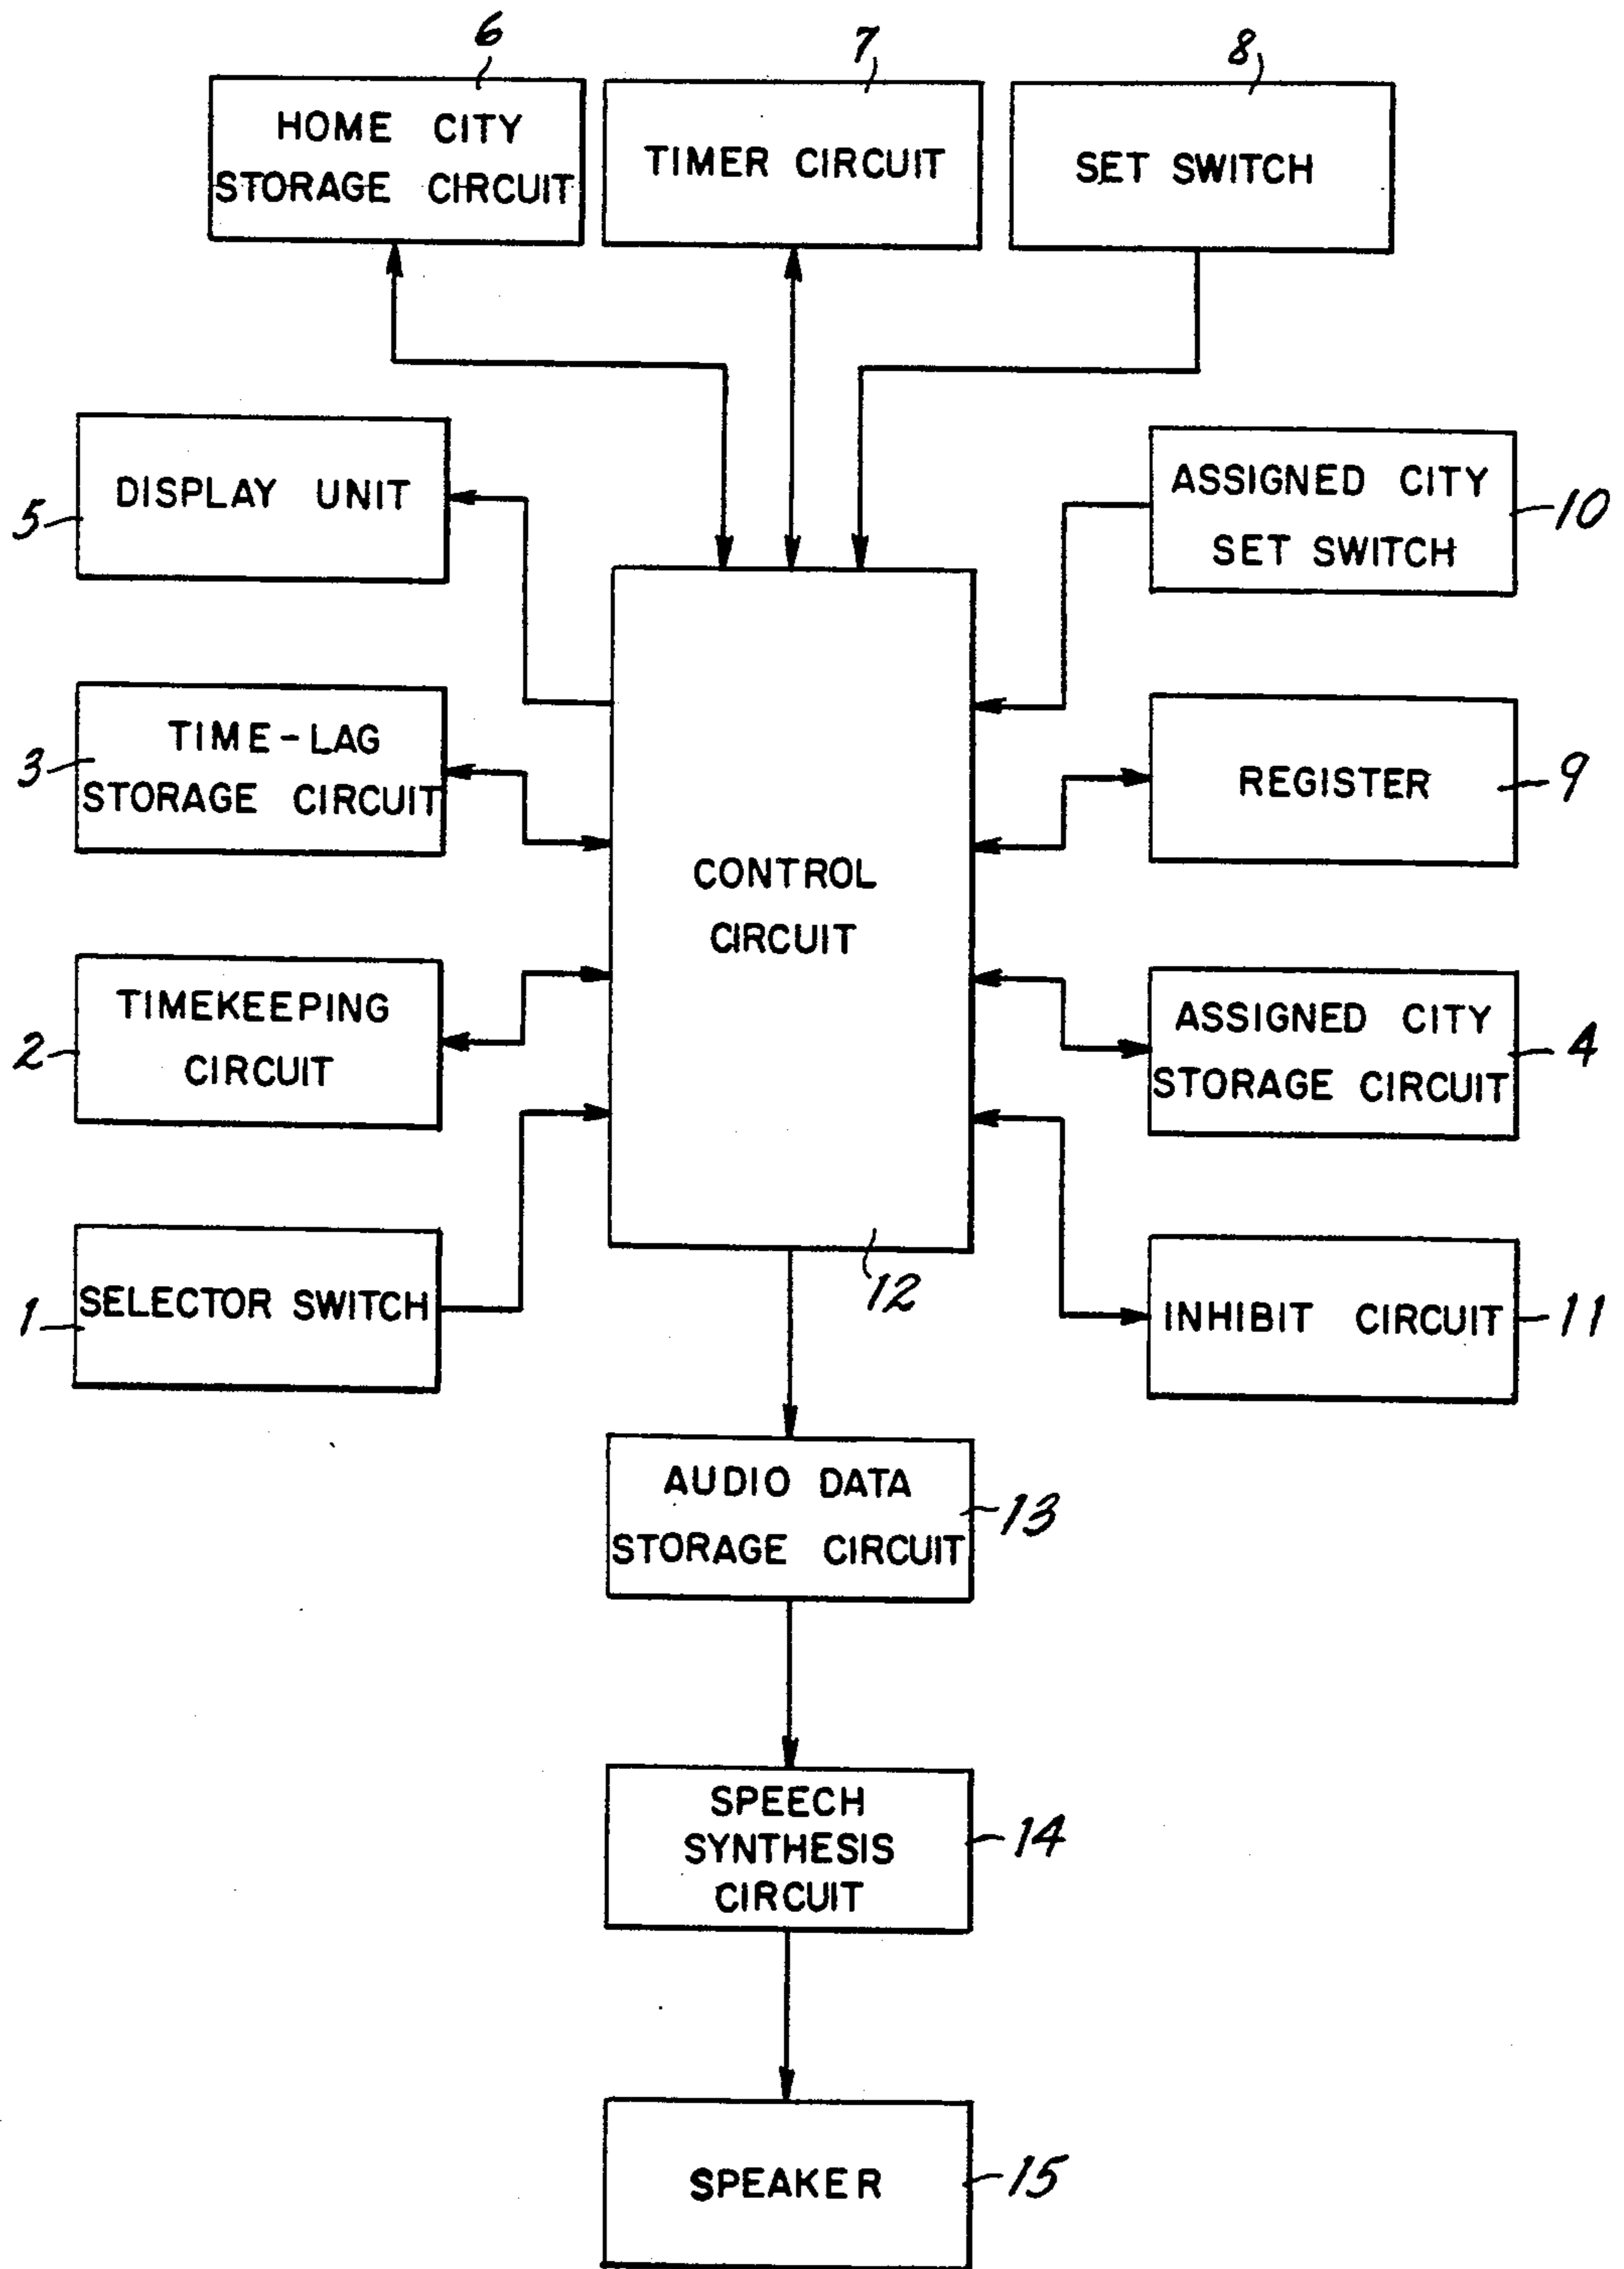 6
HOME CITY
STORAGE CIRCUIT
7
TIMER CIRCUIT
8
SET SWITCH
5
DISPLAY UNIT
ASSIGNED CITY
SET SWITCH
10
3
TIME-LAG
STORAGE CIRCUIT
CONTROL
CIRCUIT
12
REGISTER
9
2
TIMEKEEPING
CIRCUIT
ASSIGNED CITY
STORAGE CIRCUIT
4
1
SELECTOR SWITCH
INHIBIT CIRCUIT
11
AUDIO DATA
STORAGE CIRCUIT
13
SPEECH
SYNTHESIS
CIRCUIT
14
SPEAKER
15